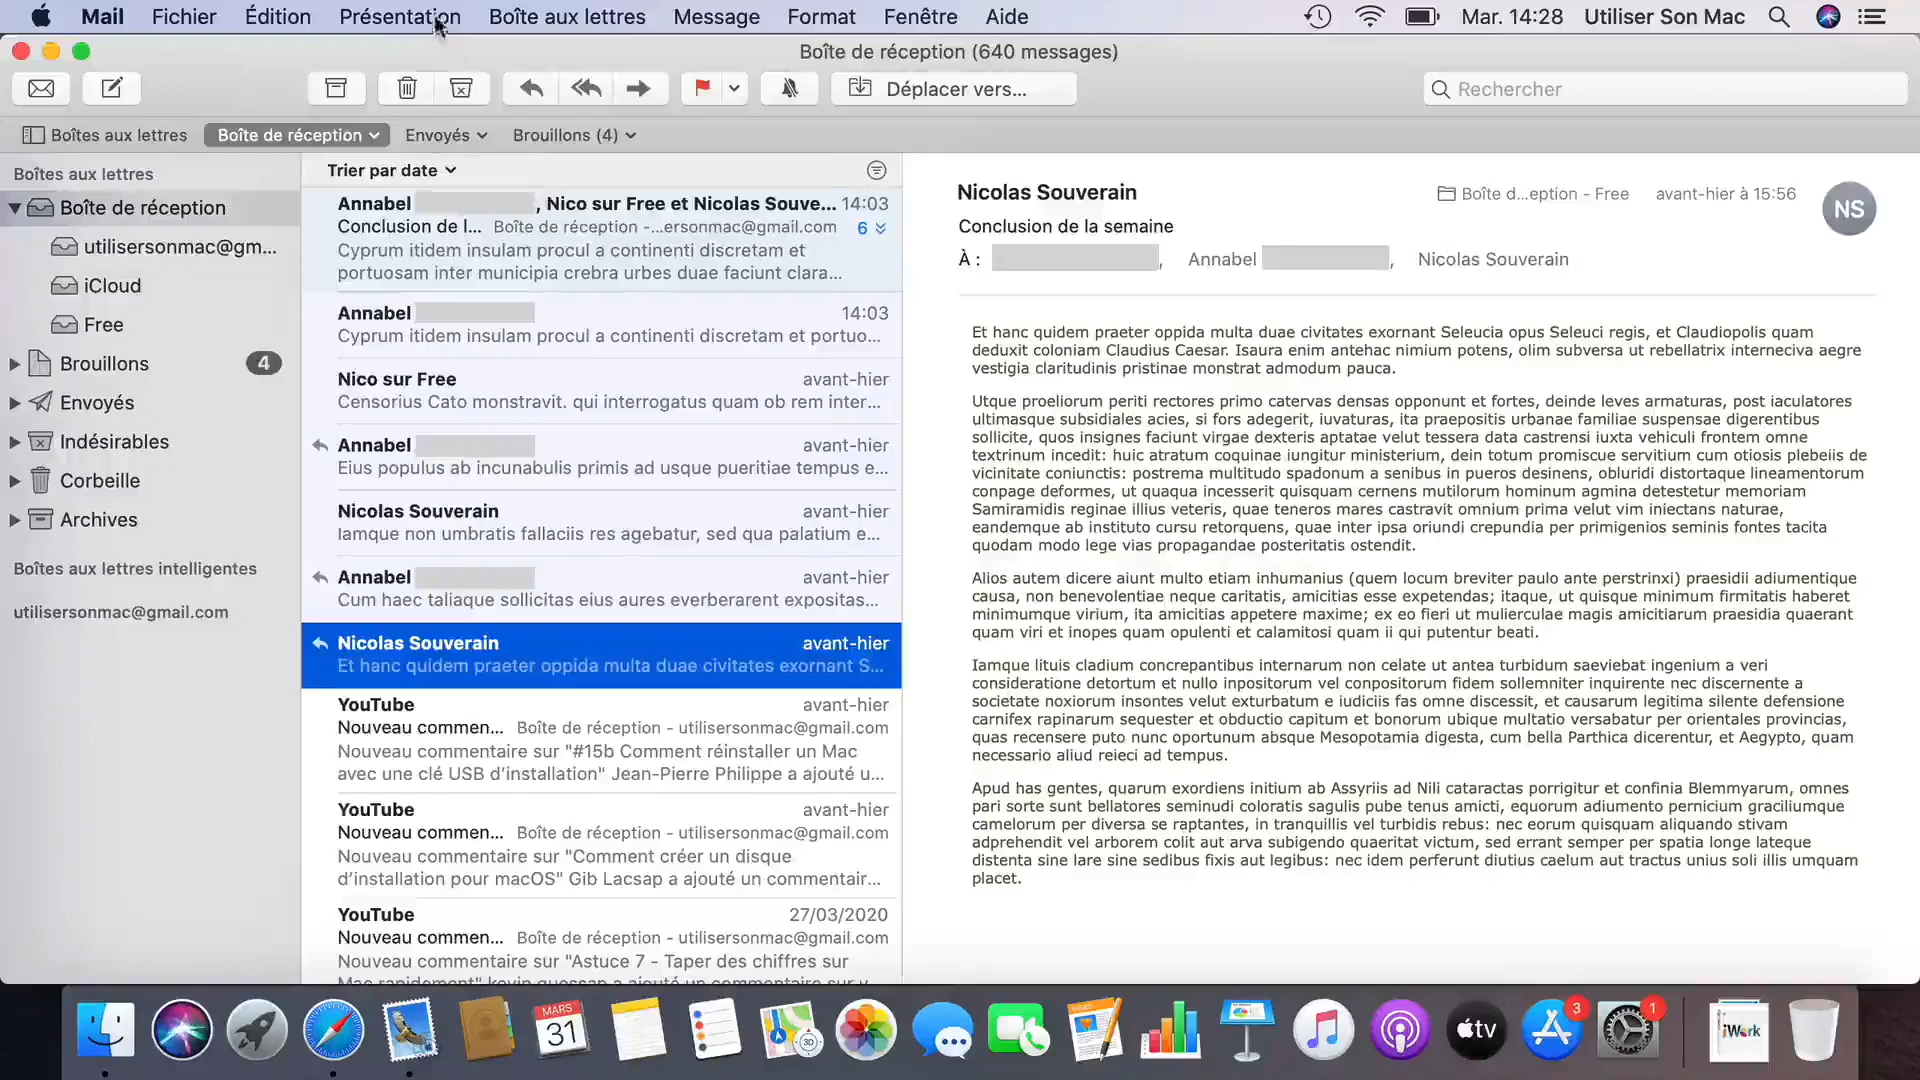 Mail Fichier Édition Présentation Boîte aux lettres Message Format Fenêtre Aide Mar. 14:28 Utiliser Son Mac
Boîte de réception (640 messages)
Déplacer vers... Rechercher
Boîtes aux lettres Boîte de réception Envoyés Brouillons (4)
Boîtes aux lettres
Boîte de réception
utilisersonmac@gm...
iCloud
Free
Brouillons 4
Envoyés
Indésirables
Corbeille
Archives
Boîtes aux lettres intelligentes
utilisersonmac@gmail.com
Trier par date
Annabel , Nico sur Free et Nicolas Souve... 14:03
Conclusion de l... Boîte de réception -...ersonmac@gmail.com 6
Cyprum itidem insulam procul a continenti discretam et
portuosam inter municipia crebra urbes duae faciunt clara...
Annabel 14:03
Cyprum itidem insulam procul a continenti discretam et portuo...
Nico sur Free avant-hier
Censorius Cato monstravit. qui interrogatus quam ob rem inter...
Annabel avant-hier
Eius populus ab incunabulis primis ad usque pueritiae tempus e...
Nicolas Souverain avant-hier
Iamque non umbratis fallaciis res agebatur, sed qua palatium e...
Annabel avant-hier
Cum haec taliaque sollicitas eius aures everberarent expositas...
Nicolas Souverain avant-hier
Et hanc quidem praeter oppida multa duae civitates exornant S...
YouTube avant-hier
Nouveau commen... Boîte de réception - utilisersonmac@gmail.com
Nouveau commentaire sur "#15b Comment réinstaller un Mac
avec une clé USB d'installation" Jean-Pierre Philippe a ajouté u...
YouTube avant-hier
Nouveau commen... Boîte de réception - utilisersonmac@gmail.com
Nouveau commentaire sur "Comment créer un disque
d'installation pour macOS" Gib Lacsap a ajouté un commentair...
YouTube 27/03/2020
Nouveau commen... Boîte de réception - utilisersonmac@gmail.com
Nouveau commentaire sur "Astuce 7 - Taper des chiffres sur
Mac rapidement" kevin guessan a ajouté un commentaire sur v
Nicolas Souverain Boîte d...eption - Free avant-hier à 15:56 NS
Conclusion de la semaine
À : , Annabel , Nicolas Souverain
Et hanc quidem praeter oppida multa duae civitates exornant Seleucia opus Seleuci regis, et Claudiopolis quam
deduxit coloniam Claudius Caesar. Isaura enim antehac nimium potens, olim subversa ut rebellatrix interneciva aegre
vestigia claritudinis pristinae monstrat admodum pauca.
Utque proeliorum periti rectores primo catervas densas opponunt et fortes, deinde leves armaturas, post iaculatores
ultimasque subsidiales acies, si fors adegerit, iuvaturas, ita praepositis urbanae familiae suspensae digerentibus
sollicite, quos insignes faciunt virgae dexteris aptatae velut tessera data castrensi iuxta vehiculi frontem omne
textrinum incedit: huic atratum coquinae iungitur ministerium, dein totum promiscue servitium cum otiosis plebeiis de
vicinitate coniunctis: postrema multitudo spadonum a senibus in pueros desinens, obluridi distortaque lineamentorum
conpage deformes, ut quaqua incesserit quisquam cernens mutilorum hominum agmina detestetur memoriam
Samiramidis reginae illius veteris, quae teneros mares castravit omnium prima velut vim iniectans naturae,
eandemque ab instituto cursu retorquens, quae inter ipsa oriundi crepundia per primigenios seminis fontes tacita
quodam modo lege vias propagandae posteritatis ostendit.
Alios autem dicere aiunt multo etiam inhumanius (quem locum breviter paulo ante perstrinxi) praesidii adiumentique
causa, non benevolentiae neque caritatis, amicitias esse expetendas; itaque, ut quisque minimum firmitatis haberet
minimumque virium, ita amicitias appetere maxime; ex eo fieri ut mulierculae magis amicitiarum praesidia quaerant
quam viri et inopes quam opulenti et calamitosi quam ii qui putentur beati.
Iamque lituis cladium concrepantibus internarum non celate ut antea turbidum saeviebat ingenium a veri
consideratione detortum et nullo inpositorum vel conpositorum fidem sollemniter inquirente nec discernente a
societate noxiorum insontes velut exturbatum e iudiciis fas omne discessit, et causarum legitima silente defensione
carnifex rapinarum sequester et obductio capitum et bonorum ubique multatio versabatur per orientales provincias,
quas recensere puto nunc oportunum absque Mesopotamia digesta, cum bella Parthica dicerentur, et Aegypto, quam
necessario aliud reieci ad tempus.
Apud has gentes, quarum exordiens initium ab Assyriis ad Nili cataractas porrigitur et confinia Blemmyarum, omnes
pari sorte sunt bellatores seminudi coloratis sagulis pube tenus amicti, equorum adiumento pernicium graciliumque
camelorum per diversa se raptantes, in tranquillis vel turbidis rebus: nec eorum quisquam aliquando stivam
adprehendit vel arborem colit aut arva subigendo quaeritat victum, sed errant semper per spatia longe lateque
distenta sine lare sine sedibus fixis aut legibus: nec idem perferunt diutius caelum aut tractus unius soli illis umquam
placet.
MARS
31
3D
tv
3
1
iWork